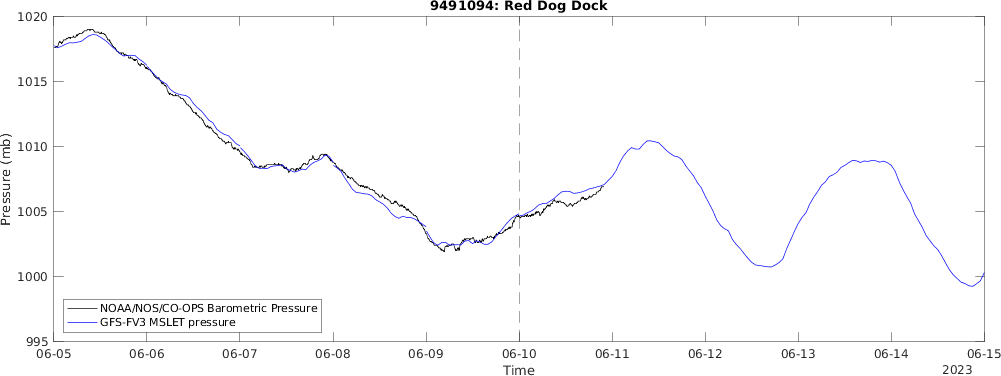 9491094: Red Dog Dock
Pressure (mb)
1020
1015
1010
1005
1000
995
NOAA/NOS/CO-OPS Barometric Pressure
GFS-FV3 MSLET pressure
06-05 06-06 06-07 06-08 06-09 06-10 06-11 06-12 06-13 06-14 06-15
Time
2023